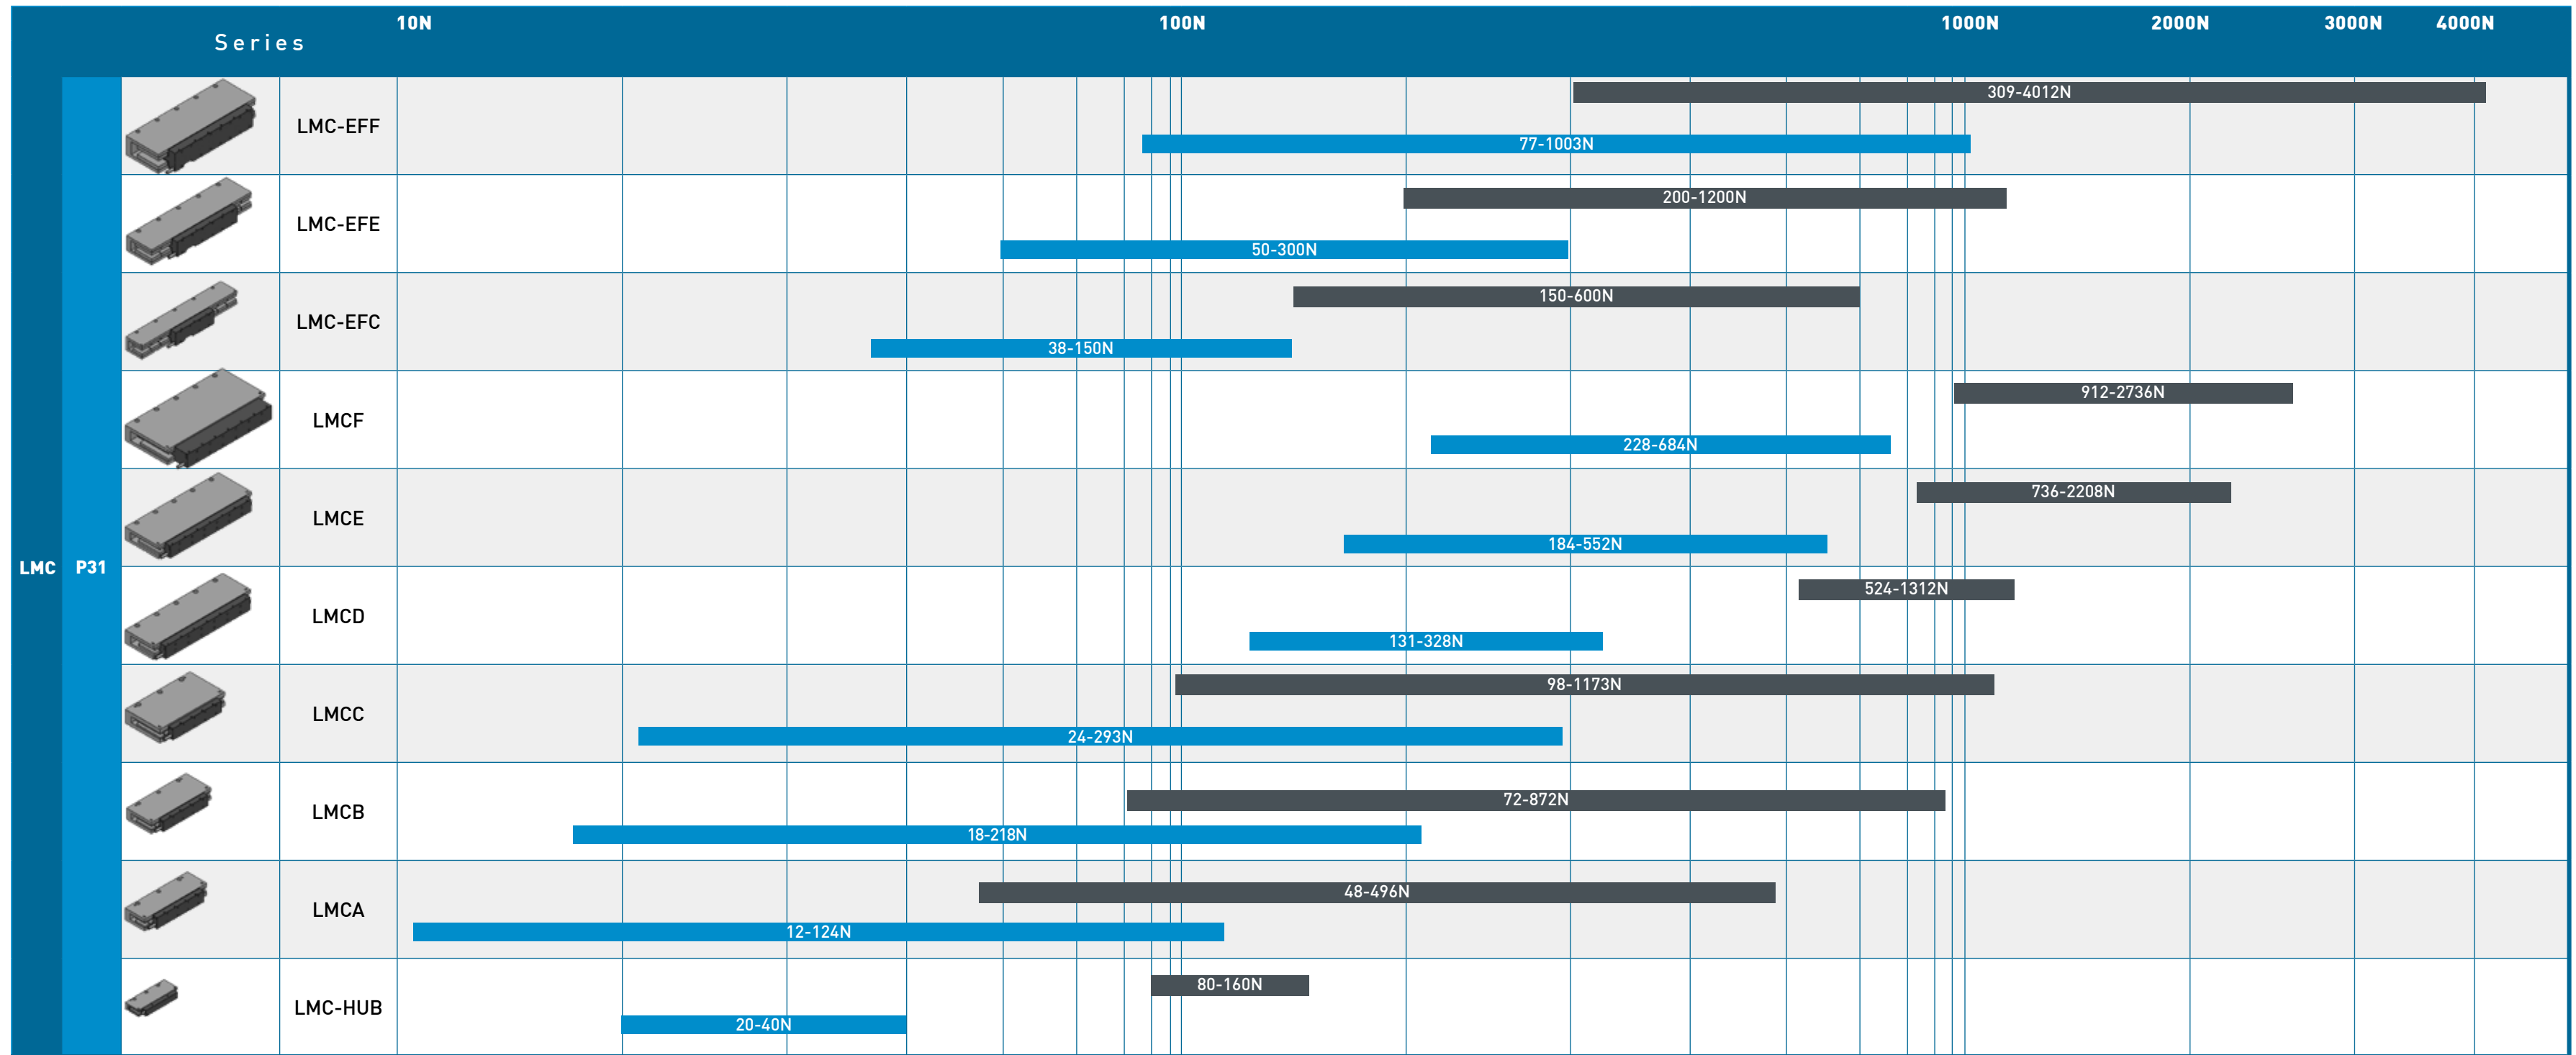 10N 100N 1000N 2000N 3000N 4000N
Series
309-4012N
LMC-EFF
77-1003N
200-1200N
LMC-EFE
50-300N
150-600N
LMC-EFC
38-150N
912-2736N
LMCF
228-684N
736-2208N
LMCE
184-552N
LMC P31
524-1312N
LMCD
131-328N
98-1173N
LMCC
24-293N
72-872N
LMCB
18-218N
48-496N
LMCA
12-124N
80-160N
LMC-HUB
20-40N